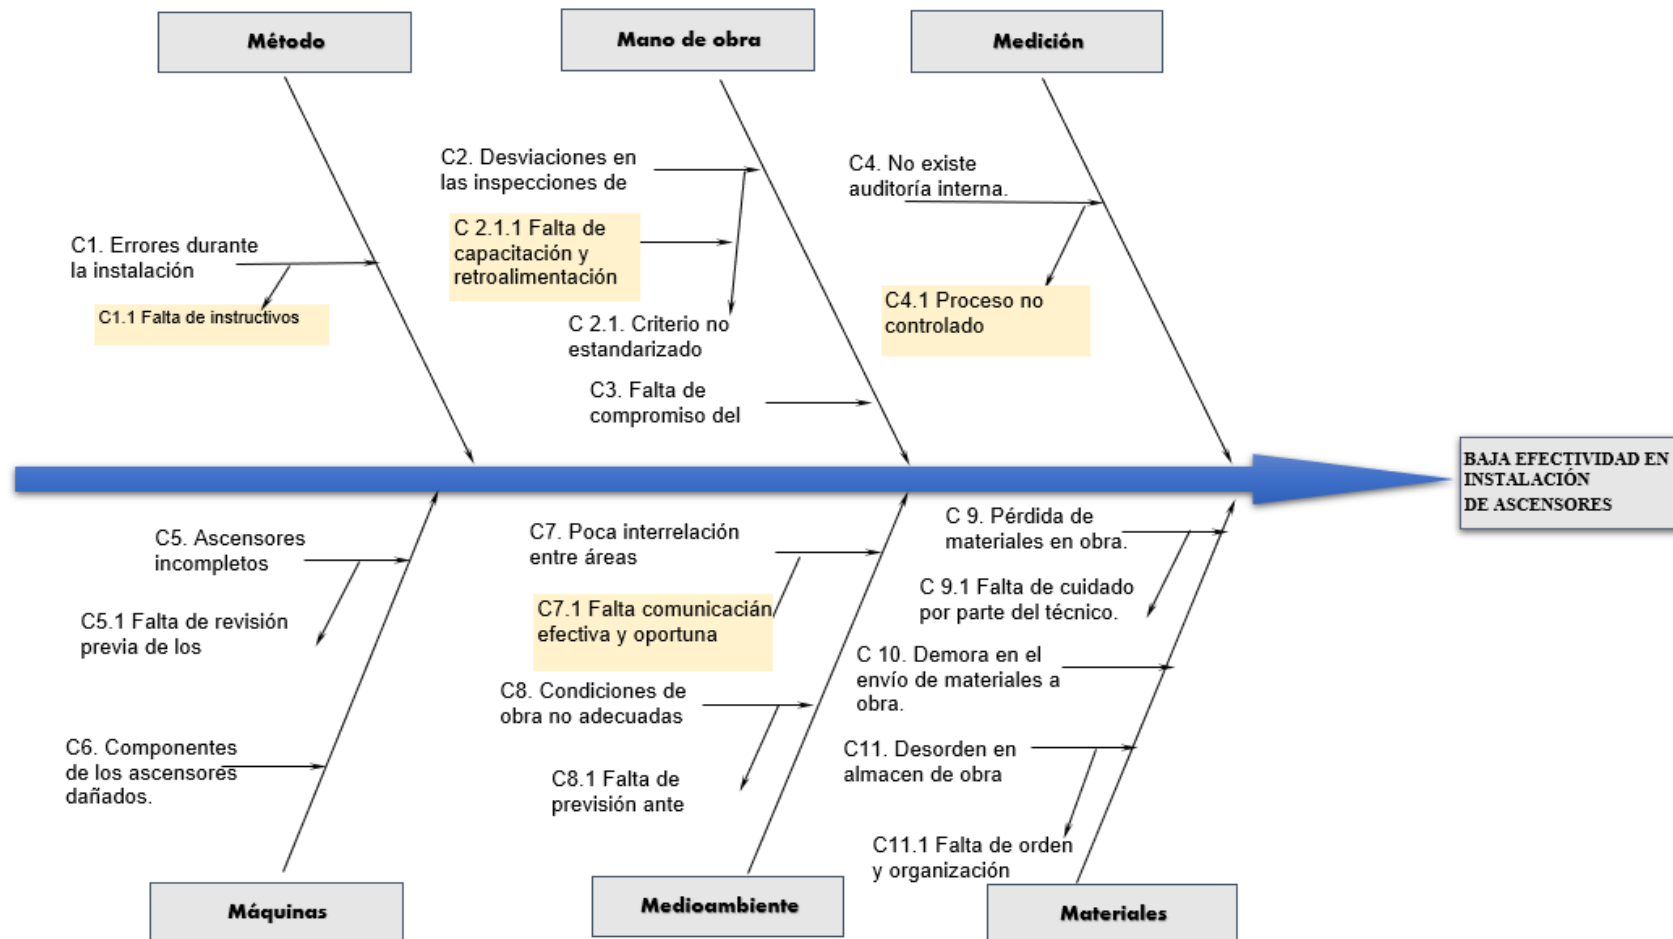 Método
Mano de obra
Medición
C1. Errores durante
la instalación
C1.1 Falta de instructivos
C2. Desviaciones en
las inspecciones de
C 2.1.1 Falta de
capacitación y
retroalimentación
C 2.1. Criterio no
estandarizado
C3. Falta de
compromiso del
C4. No existe
auditoría interna.
C4.1 Proceso no
controlado
BAJA EFECTIVIDAD EN
INSTALACIÓN
DE ASCENSORES
C5. Ascensores
incompletos
C5.1 Falta de revisión
previa de los
C6. Componentes
de los ascensores
dañados.
C7. Poca interrelación
entre áreas
C7.1 Falta comunicacián
efectiva y oportuna
C8. Condiciones de
obra no adecuadas
C8.1 Falta de
previsión ante
C 9. Pérdida de
materiales en obra.
C 9.1 Falta de cuidado
por parte del técnico.
C 10. Demora en el
envío de materiales a
obra.
C11. Desorden en
almacen de obra
C11.1 Falta de orden
y organización
Máquinas
Medioambiente
Materiales